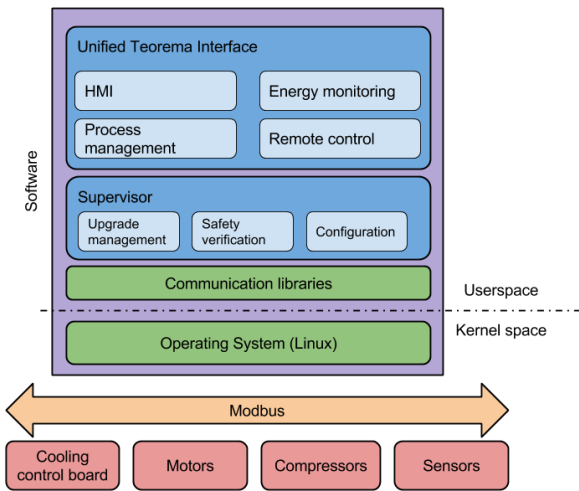 Unified Teorema Interface
HMI
Energy monitoring
Process
management
Remote control
Software
Supervisor
Upgrade
management
Safety
verification
Configuration
Communication libraries
Userspace
Kernel space
Operating System (Linux)
Modbus
Cooling
control board
Motors
Compressors
Sensors